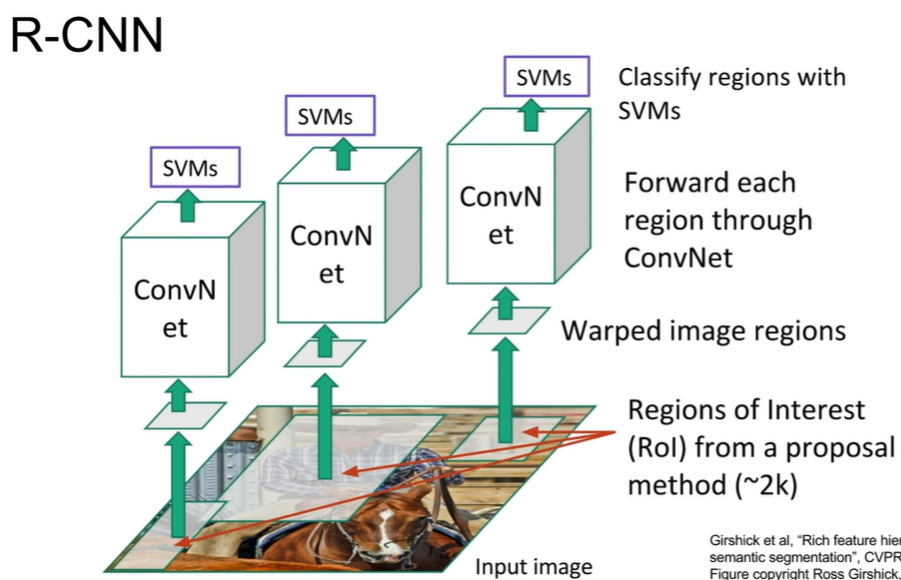 R-CNN
SVMs
Classify regions with
SVMs
SVMs
SVMs
ConvN
et
Forward each
region through
ConvNet
ConvN
et
ConvN
et
Warped image regions
Regions of Interest
(RoI) from a proposal
method (~2k)
Input image
Girshick et al, “Rich feature hier
semantic segmentation”, CVPR
Figure copyright Ross Girshick,